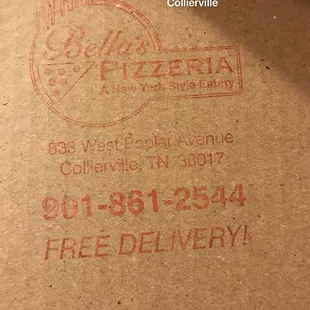 Collierville
Bella's
PIZZERIA
A New York Style Eatery
838 West Poplar Avenue
Collierville, TN 38017
901-861-2544
FREE DELIVERY!